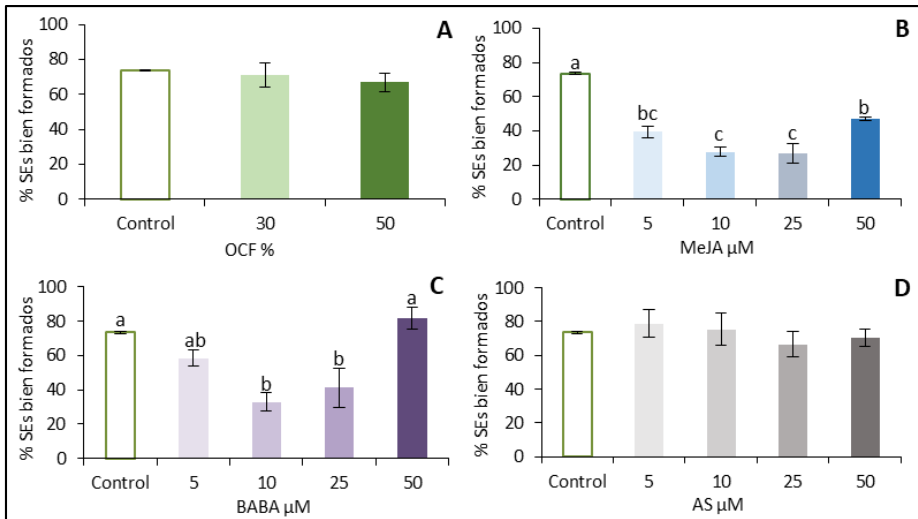 A
% SEs bien formados
100
80
60
40
20
0
Control 30 50
OCF %
B
% SEs bien formados
100
80
60
40
20
0
a bc c c b
Control 5 10 25 50
MeJA µM
C
% SEs bien formados
100
80
60
40
20
0
a ab b b a
Control 5 10 25 50
BABA µM
D
% SEs bien formados
100
80
60
40
20
0
Control 5 10 25 50
AS µM